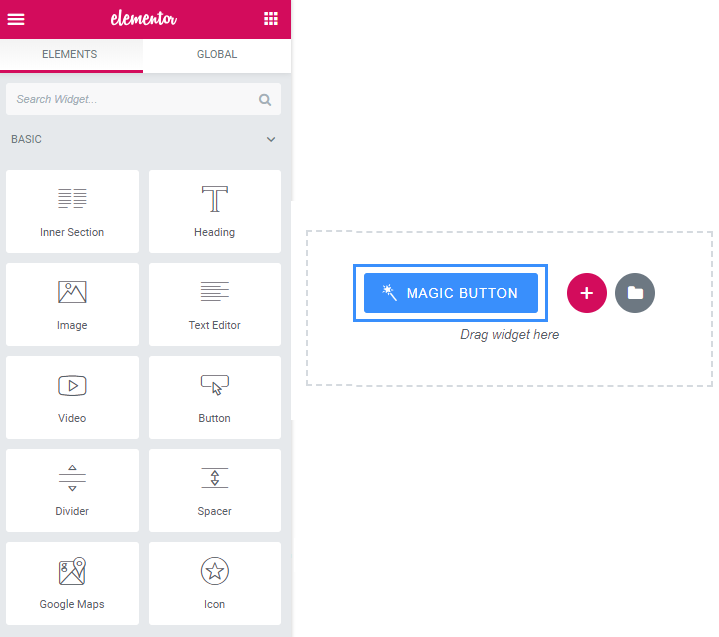 elementor
ELEMENTS GLOBAL
Search Widget...
BASIC
Inner Section Heading
Image Text Editor
Video Button
Divider Spacer
Google Maps Icon
MAGIC BUTTON
Drag widget here